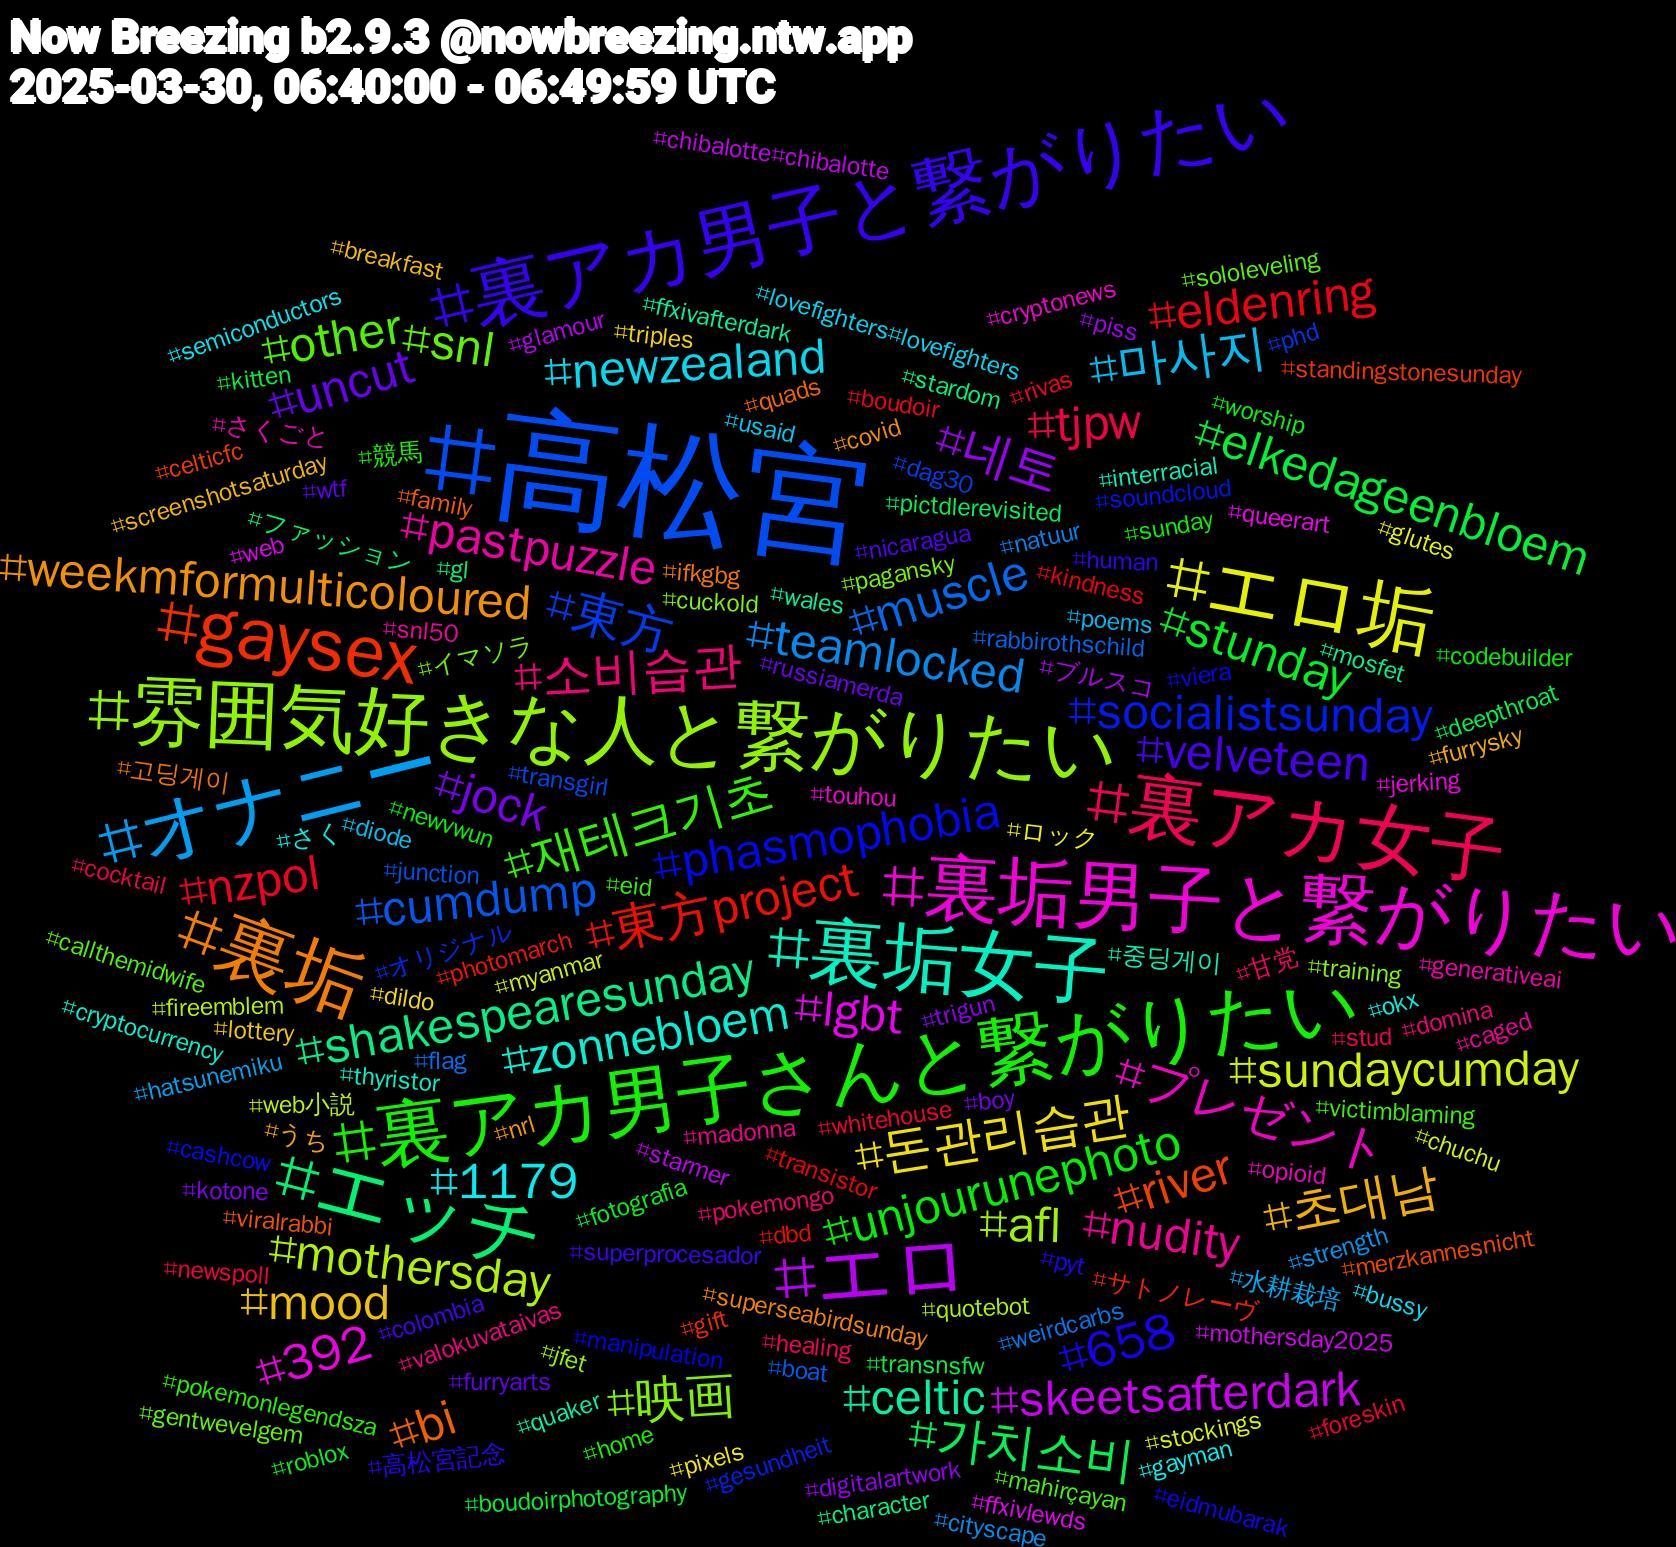 Now Breezing b2.9.3 @nowbreezing.ntw.app
2025-03-30, 06:40:00 - 06:49:59 UTC
#chibalotte#chibalotte
#裏アカ男子と繋がりたい
#breakfast
#sololeveling
#ffxivafterdark
#cryptonews
#lovefighters#lovefighters
#eldenring
#semiconductors
#glamour
#piss
#phd
#other
#snl
#triples
#newzealand
#마사지
#standingstonesunday
#kitten
#uncut
#stardom
#quads
#boudoir
#rivas
#tjpw
#worship
#さくごと
#usaid
#covid
#競馬
#네토
#elkedageenbloem
#celticfc
#screenshotsaturday
#wtf
#高松宮
#dag30
#interracial
#soundcloud
#family
#pictdlerevisited
#queerart
#sunday
#glutes
#ファッション
#web
#pastpuzzle
#nicaragua
#natuur
#human
#エロ垢
#weekmformulticoloured
#gl
#ifkgbg
#pagansky
#kindness
#gaysex
#東方
#muscle
#cuckold
#wales
#snl50
#teamlocked
#poems
#rabbirothschild
#stunday
#codebuilder
#雰囲気好きな人と繋がりたい
#소비습관
#イマソラ
#russiamerda
#ブルスコ
#mosfet
#socialistsunday
#viera
#velveteen
#deepthroat
#furrysky
#고딩게이
#オナニー
#jock
#transgirl
#touhou
#jerking
#さく
#diode
#재테크기초
#newvwun
#ロック
#裏アカ女子
#phasmophobia
#cocktail
#nzpol
#junction
#cumdump
#eid
#東方project
#裏垢男子と繋がりたい
#裏垢
#callthemidwife
#オリジナル
#photomarch
#裏垢女子
#중딩게이
#甘党
#generativeai
#myanmar
#shakespearesunday
#training
#fireemblem
#dildo
#lgbt
#trigun
#okx
#domina
#stud
#caged
#cryptocurrency
#lottery
#zonnebloem
#裏アカ男子さんと繋がりたい
#sundaycumday
#flag
#thyristor
#hatsunemiku
#プレゼント
#victimblaming
#web小説
#boy
#whitehouse
#돈관리습관
#うち
#nrl
#madonna
#chuchu
#cashcow
#starmer
#エッチ
#1179
#opioid
#kotone
#transistor
#unjourunephoto
#river
#초대남
#fotografia
#pokemongo
#viralrabbi
#afl
#nudity
#dbd
#mothersday
#エロ
#superprocesador
#strength
#merzkannesnicht
#newspoll
#mood
#pyt
#水耕栽培
#サトノレーヴ
#colombia
#superseabirdsunday
#bussy
#valokuvataivas
#quotebot
#gift
#392
#658
#weirdcarbs
#healing
#manipulation
#jfet
#映画
#mothersday2025
#pokemonlegendsza
#furryarts
#boat
#transnsfw
#celtic
#skeetsafterdark
#gentwevelgem
#quaker
#bi
#가치소비
#stockings
#foreskin
#高松宮記念
#home
#roblox
#pixels
#gayman
#gesundheit
#digitalartwork
#mahirçayan
#boudoirphotography
#character
#ffxivlewds
#eidmubarak
#cityscape